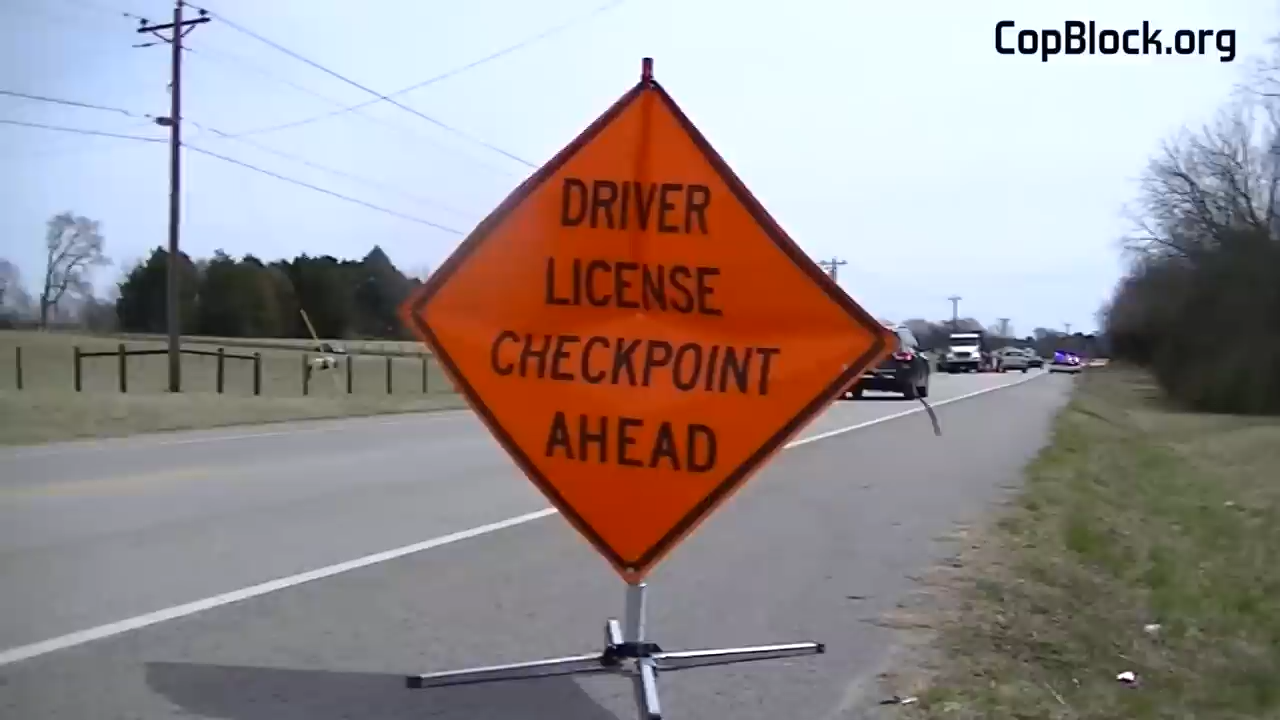 CopBlock.org
DRIVER
LICENSE
CHECKPOINT
AHEAD